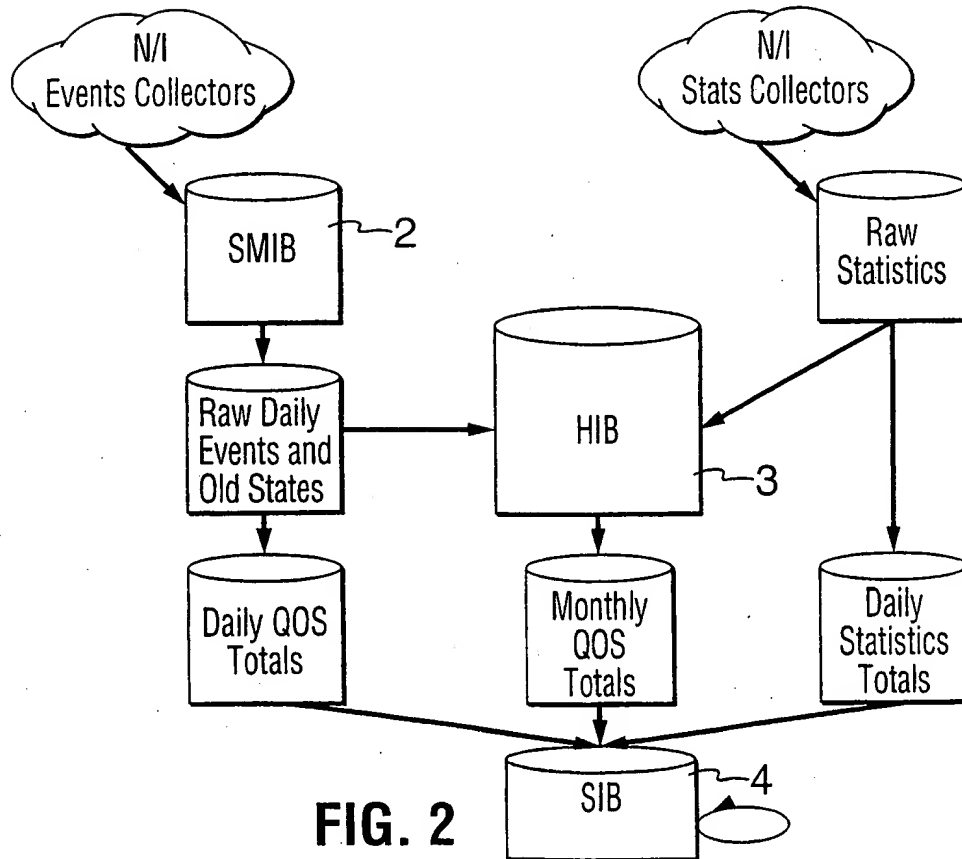 N/I
Events Collectors
N/I
Stats Collectors
SMIB
2
Raw
Statistics
Raw Daily
Events and
Old States
HIB
3
Daily QOS
Totals
Monthly
QOS
Totals
Daily
Statistics
Totals
SIB
4
FIG. 2